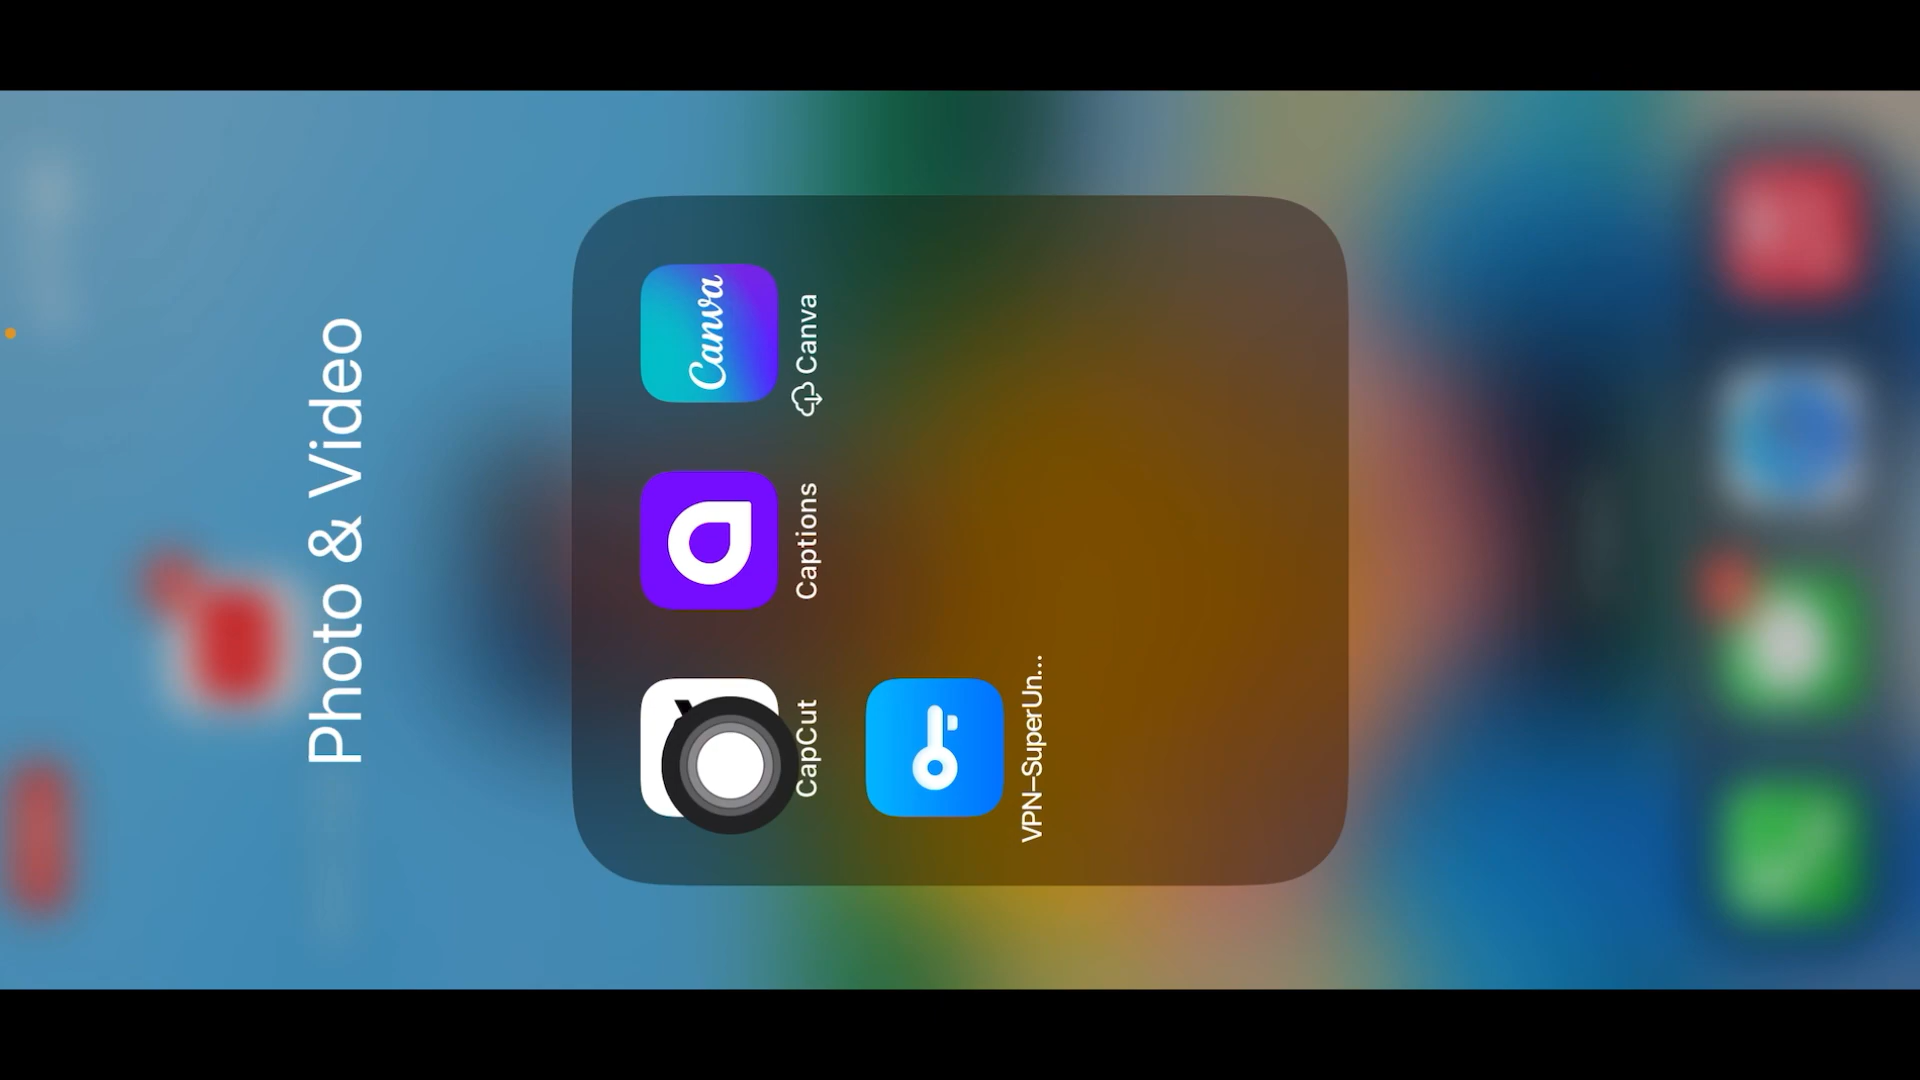 Photo & Video
CapCut
Captions
Canva
Canva
VPN–SuperUn...